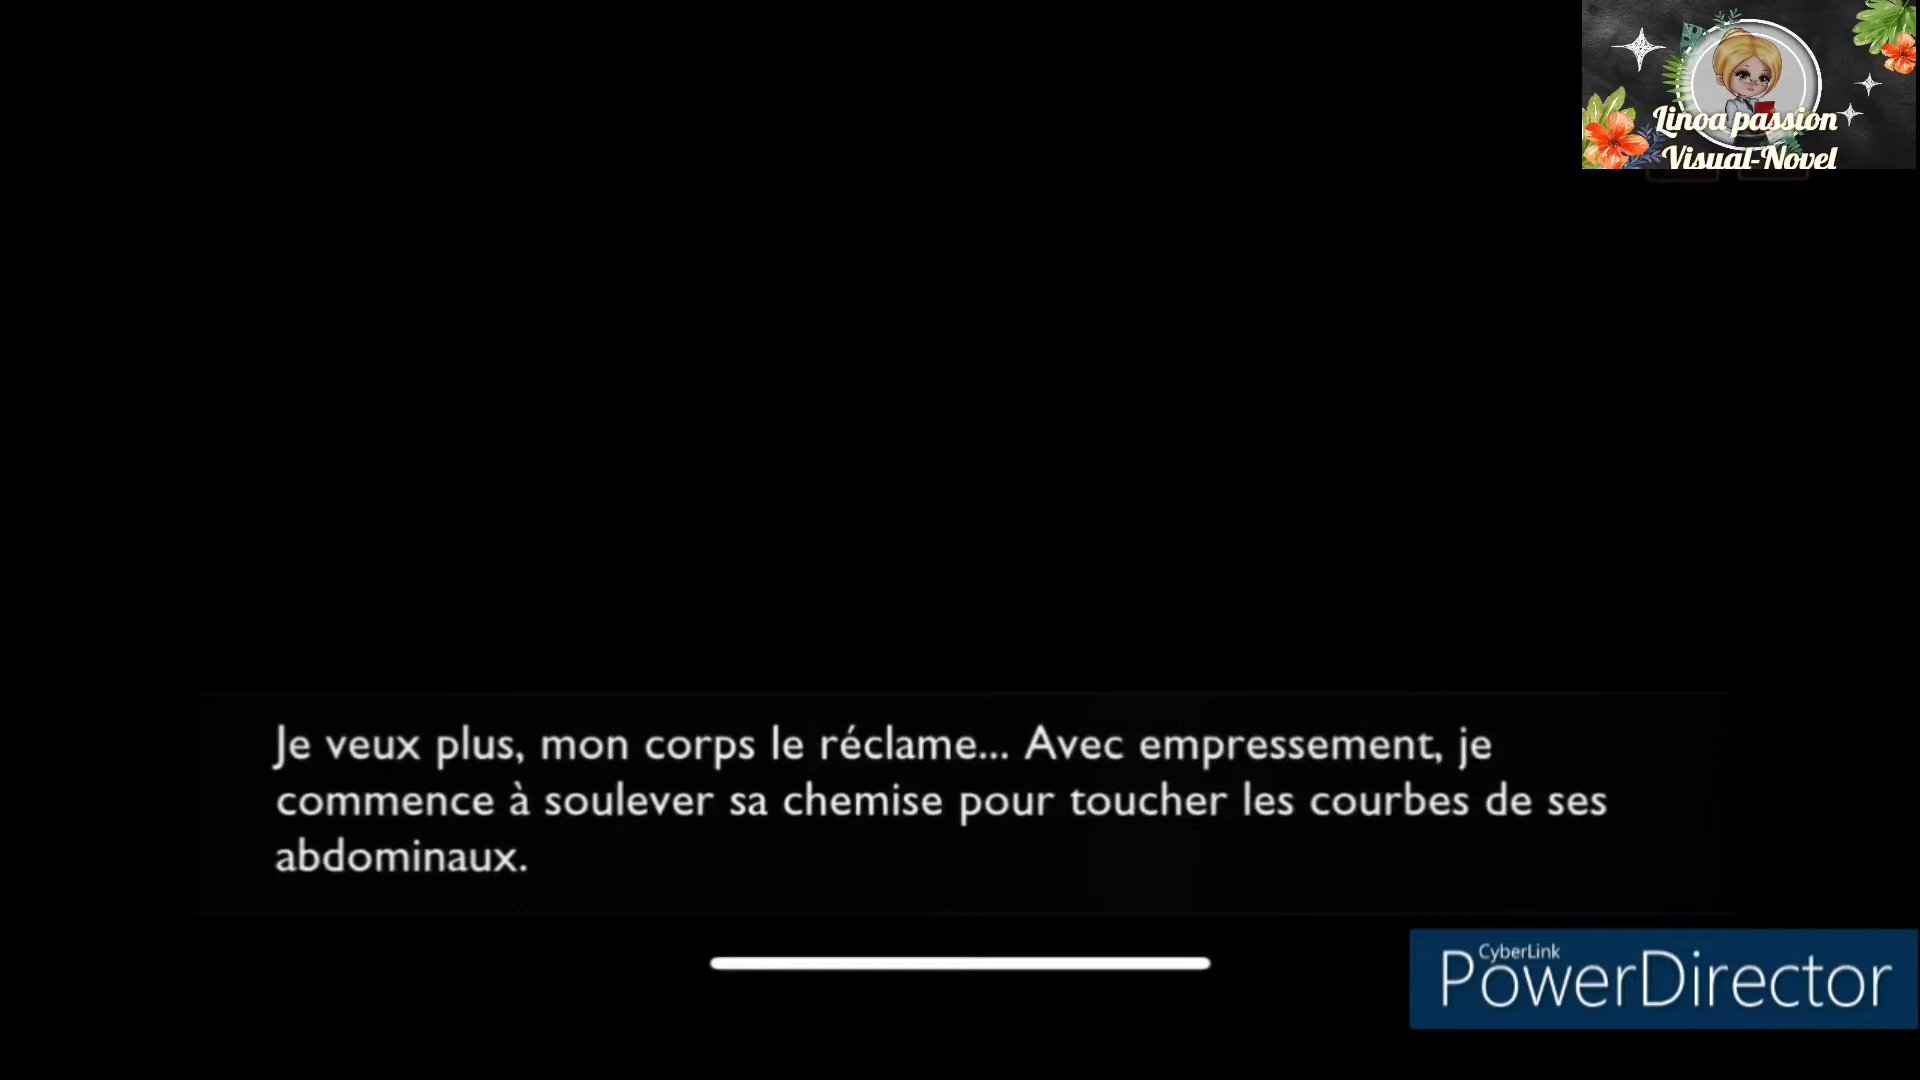 Linoa passion
Visual-Novel
Je veux plus, mon corps le réclame... Avec empressement, je
commence à soulever sa chemise pour toucher les courbes de ses
abdominaux.
CyberLink
PowerDirector